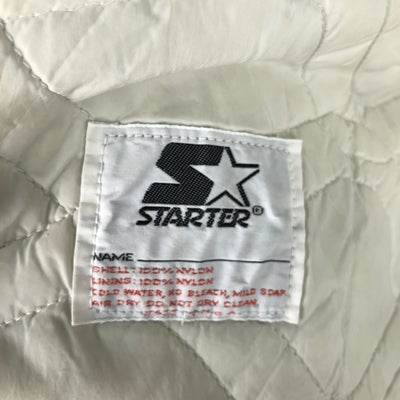 STARTER®
NAME
SHELL: 100% NYLON
LINING: 100% NYLON
COLD WATER, NO BLEACH, MILD SOAP
AIR DRY DO NOT DRY CLEAN.